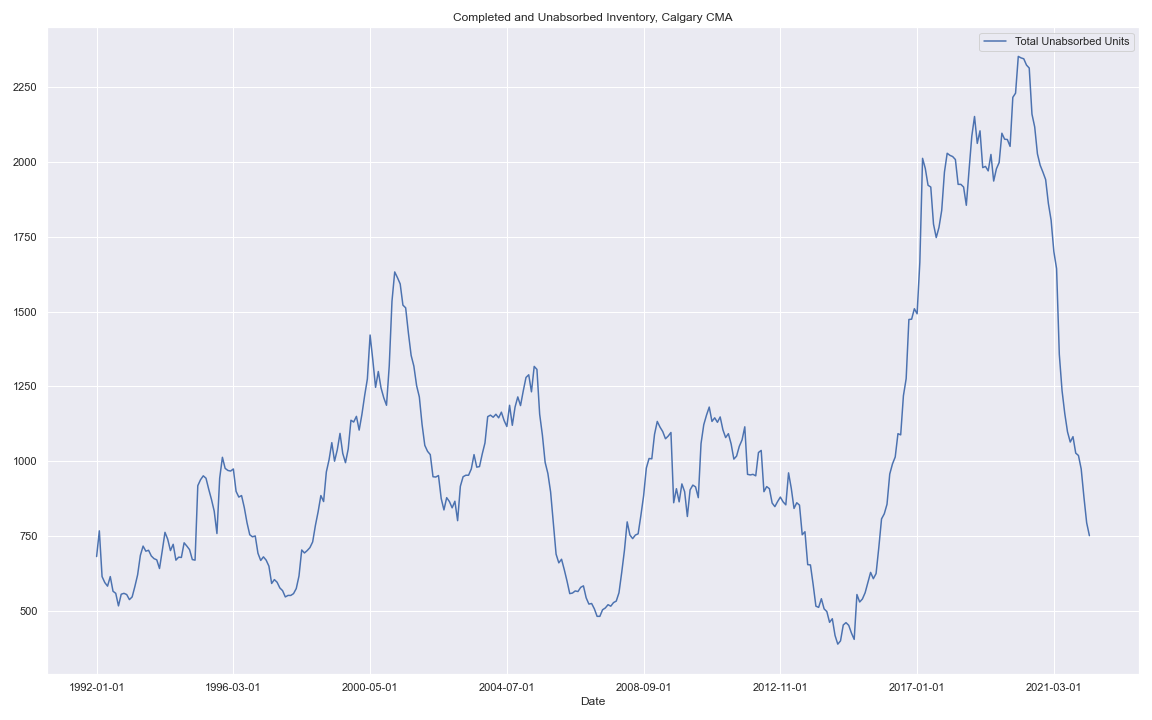 Completed and Unabsorbed Inventory, Calgary CMA
Total Unabsorbed Units
2250
2000
1750
1500
1250
1000
750
500
1992-01-01 1996-03-01 2000-05-01 2004-07-01 2008-09-01 2012-11-01 2017-01-01 2021-03-01
Date